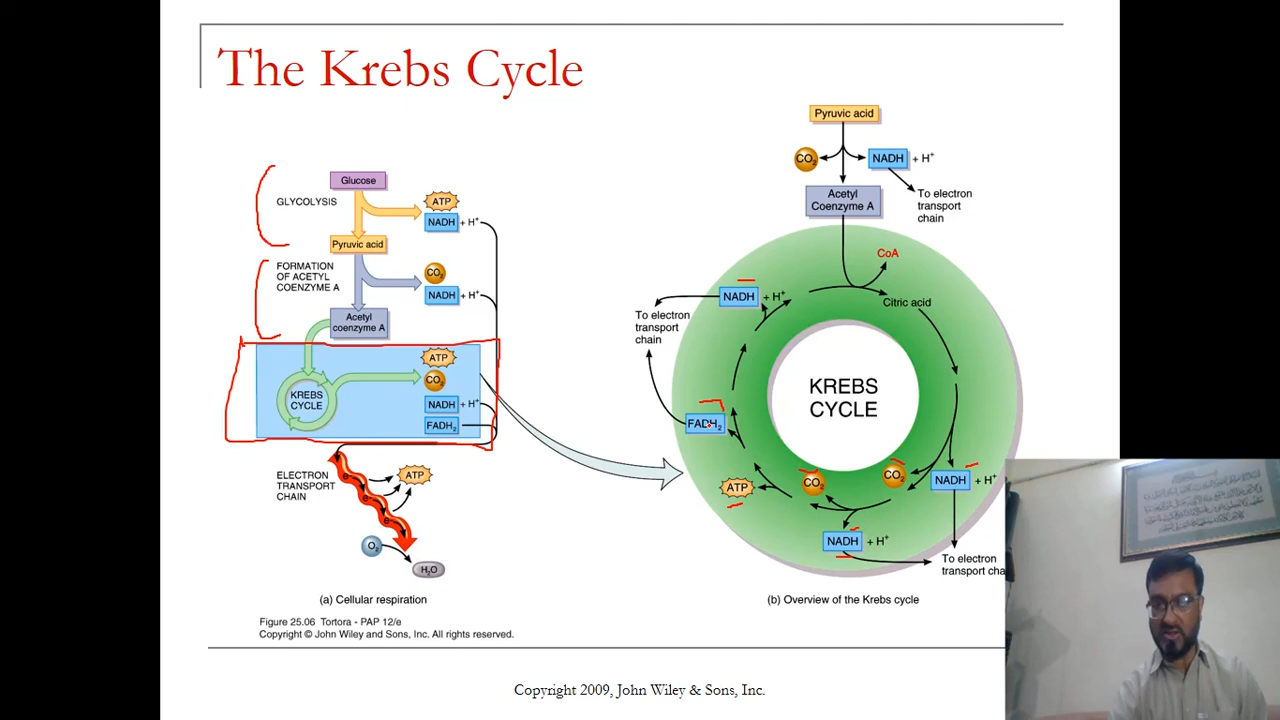 The Krebs Cycle
Glucose
GLYCOLYSIS
ATP
NADH + H+
Pyruvic acid
FORMATION
OF ACETYL
COENZYME A
CO2
NADH + H+
Acetyl
coenzyme A
KREBS
CYCLE
ATP
CO2
NADH + H+
FADH2
ELECTRON
TRANSPORT
CHAIN
e-
e-
e-
ATP
O2
H2O
(a) Cellular respiration
Figure 25.06 Tortora - PAP 12/e
Copyright © John Wiley and Sons, Inc. All rights reserved.
Pyruvic acid
CO2
NADH + H+
To electron
transport
chain
Acetyl
Coenzyme A
CoA
Citric acid
NADH + H+
To electron
transport
chain
KREBS
CYCLE
FADH2
ATP
CO2
CO2
NADH + H+
NADH + H+
To electron
transport cha
(b) Overview of the Krebs cycle
Copyright 2009, John Wiley & Sons, Inc.